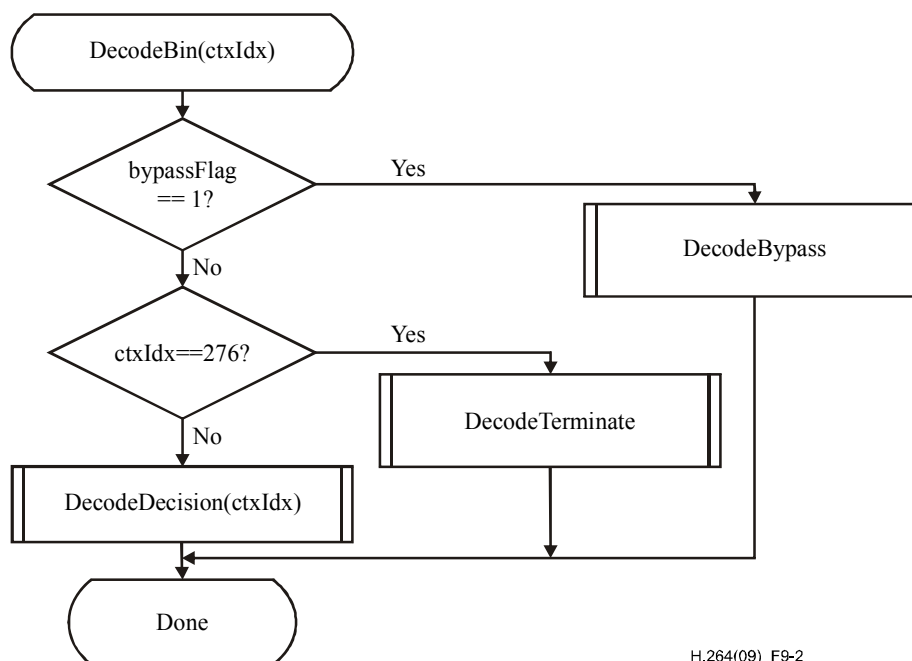 DecodeBin(ctxIdx)
bypassFlag
== 1?
Yes
DecodeBypass
No
ctxIdx==276?
Yes
DecodeTerminate
No
DecodeDecision(ctxIdx)
Done
H.264(09)_F9-2